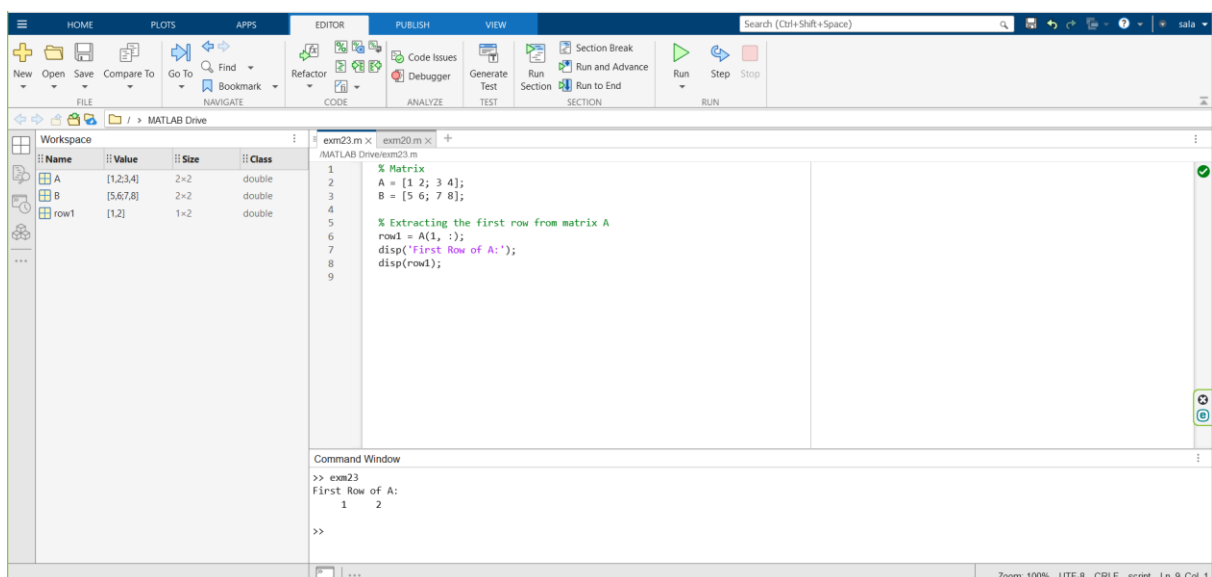 HOME PLOTS APPS EDITOR PUBLISH VIEW Search (Ctrl+Shift+Space) sala
New Open Save Compare To Go To Find Bookmark Refactor Code Issues Debugger Generate Test Run Section Section Break Run and Advance Run to End Run Step Stop
FILE NAVIGATE CODE ANALYZE TEST SECTION RUN
/ › MATLAB Drive
Workspace
Name Value Size Class
A [1,2;3,4] 2×2 double
B [5,6;7,8] 2×2 double
row1 [1,2] 1×2 double
exm23.m × exm20.m × +
/MATLAB Drive/exm23.m
1 % Matrix
2 A = [1 2; 3 4];
3 B = [5 6; 7 8];
4
5 % Extracting the first row from matrix A
6 row1 = A(1, :);
7 disp('First Row of A:');
8 disp(row1);
9
Command Window
>> exm23
First Row of A:
1 2
>>
Zoom: 100% UTF-8 CRLF script Ln 9 Col 1